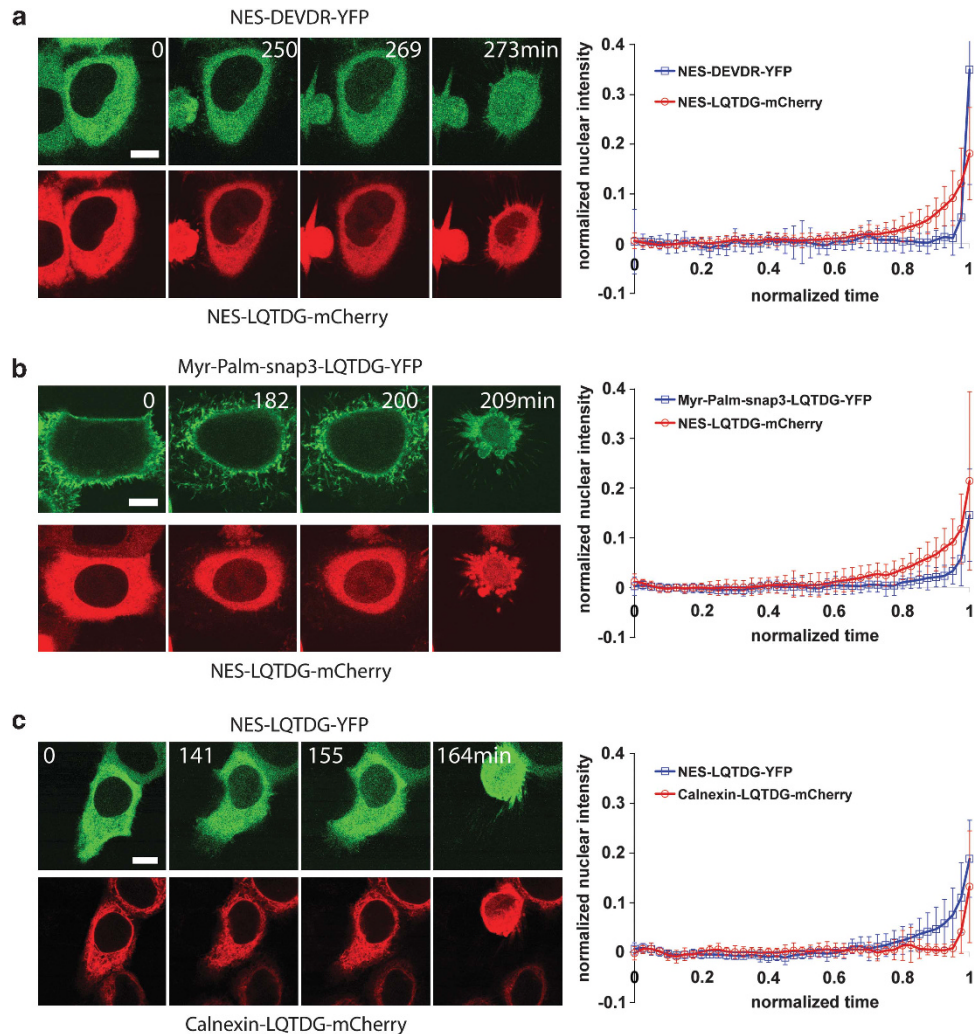 a
NES-DEVDR-YFP
0 250 269 273min
NES-LQTDG-mCherry
normalized nuclear intensity
0.4
0.3
0.2
0.1
0
-0.1
NES-DEVDR-YFP
NES-LQTDG-mCherry
0 0.2 0.4 0.6 0.8 1
normalized time
b
Myr-Palm-snap3-LQTDG-YFP
0 182 200 209min
NES-LQTDG-mCherry
normalized nuclear intensity
0.4
0.3
0.2
0.1
0
-0.1
Myr-Palm-snap3-LQTDG-YFP
NES-LQTDG-mCherry
0 0.2 0.4 0.6 0.8 1
normalized time
c
NES-LQTDG-YFP
0 141 155 164min
Calnexin-LQTDG-mCherry
normalized nuclear intensity
0.4
0.3
0.2
0.1
0
-0.1
NES-LQTDG-YFP
Calnexin-LQTDG-mCherry
0 0.2 0.4 0.6 0.8 1
normalized time